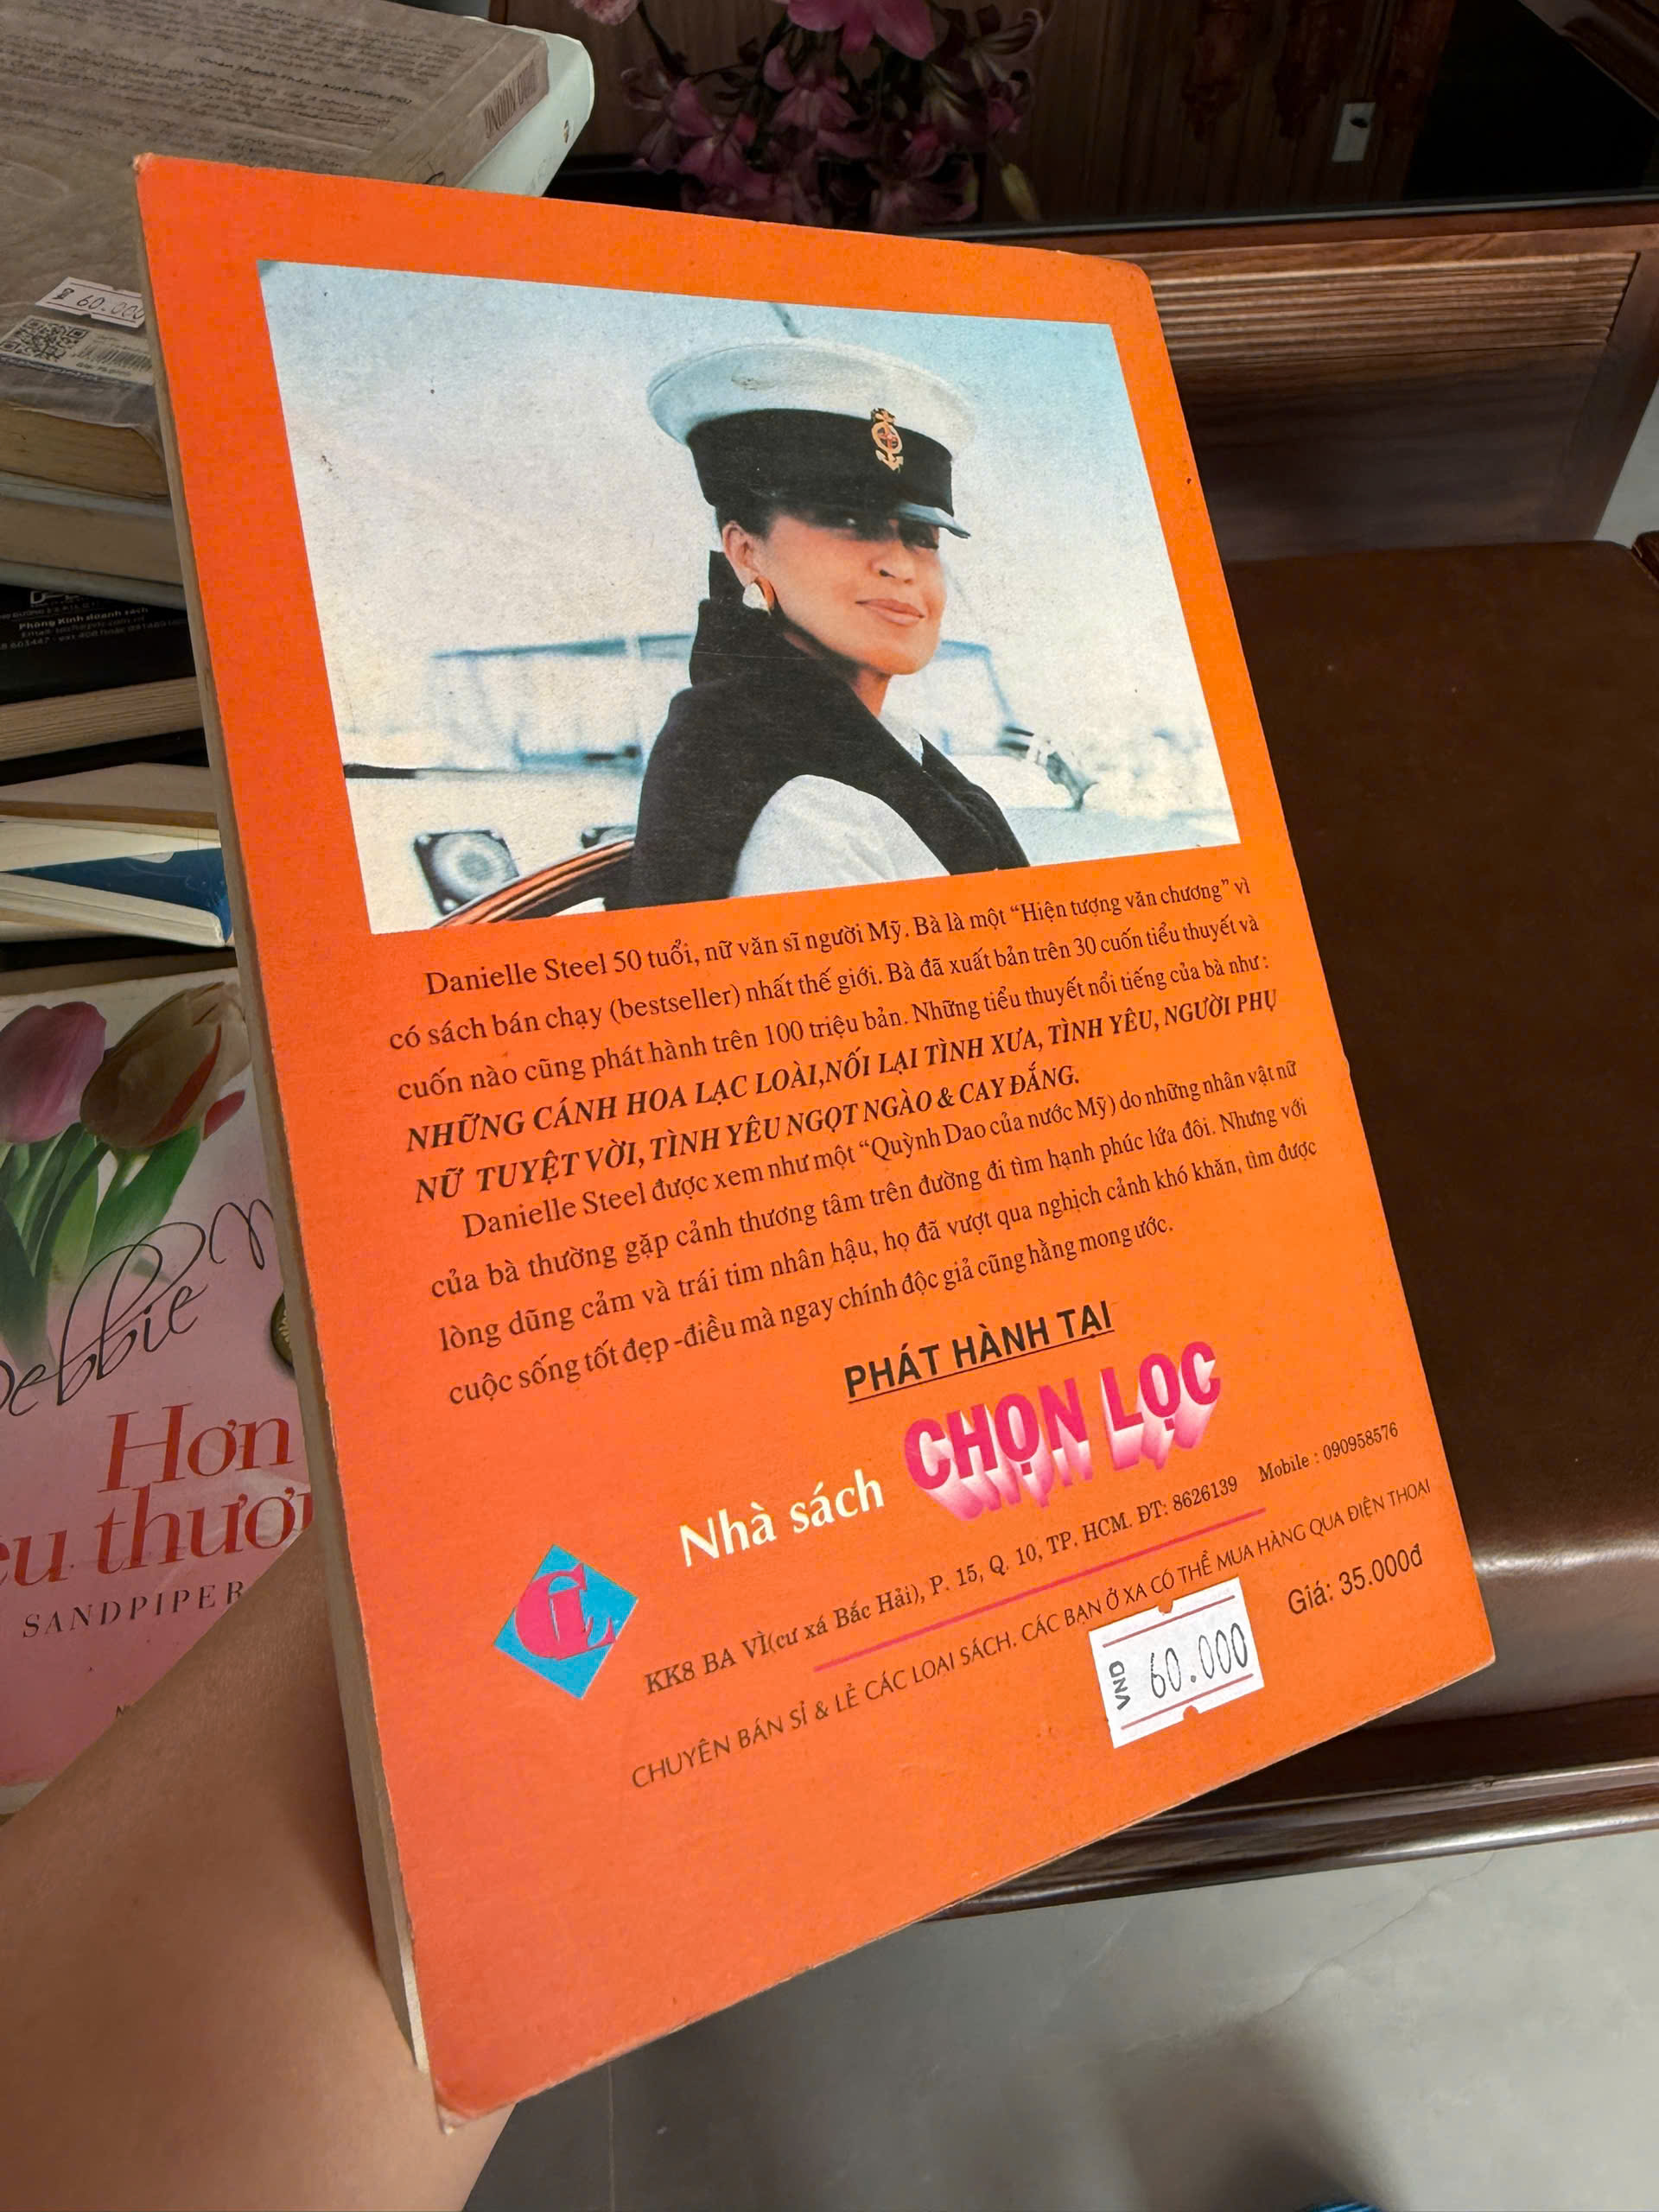 60.000
Phòng Kinh doanh sách
Debbie
Hơn
thươn
SANDPIPER
Danielle Steel 50 tuổi, nữ văn sĩ người Mỹ. Bà là một “Hiện tượng văn chương” vì
có sách bán chạy (bestseller) nhất thế giới. Bà đã xuất bản trên 30 cuốn tiểu thuyết và
cuốn nào cũng phát hành trên 100 triệu bản. Những tiểu thuyết nổi tiếng của bà như :
NHỮNG CÁNH HOA LẠC LOÀI,NỐI LẠI TÌNH XƯA, TÌNH YÊU, NGƯỜI PHỤ
NỮ TUYỆT VỜI, TÌNH YÊU NGỌT NGÀO & CAY ĐẮNG.
Danielle Steel được xem như một “Quỳnh Dao của nước Mỹ) do những nhân vật nữ
của bà thường gặp cảnh thương tâm trên đường đi tìm hạnh phúc lứa đôi. Nhưng với
lòng dũng cảm và trái tim nhân hậu, họ đã vượt qua nghịch cảnh khó khăn, tìm được
cuộc sống tốt đẹp -điều mà ngay chính độc giả cũng hằng mong ước.
PHÁT HÀNH TẠI
Nhà sách CHỌN LỌC
CL
KK8 BA VÌ(cư xá Bắc Hải), P. 15, Q. 10, TP. HCM. ĐT: 8626139 Mobile : 090958576
CHUYÊN BÁN SỈ & LẺ CÁC LOẠI SÁCH. CÁC BẠN Ở XA CÓ THỂ MUA HÀNG QUA ĐIỆN THOẠI
Giá: 35.000đ
VND 60.000